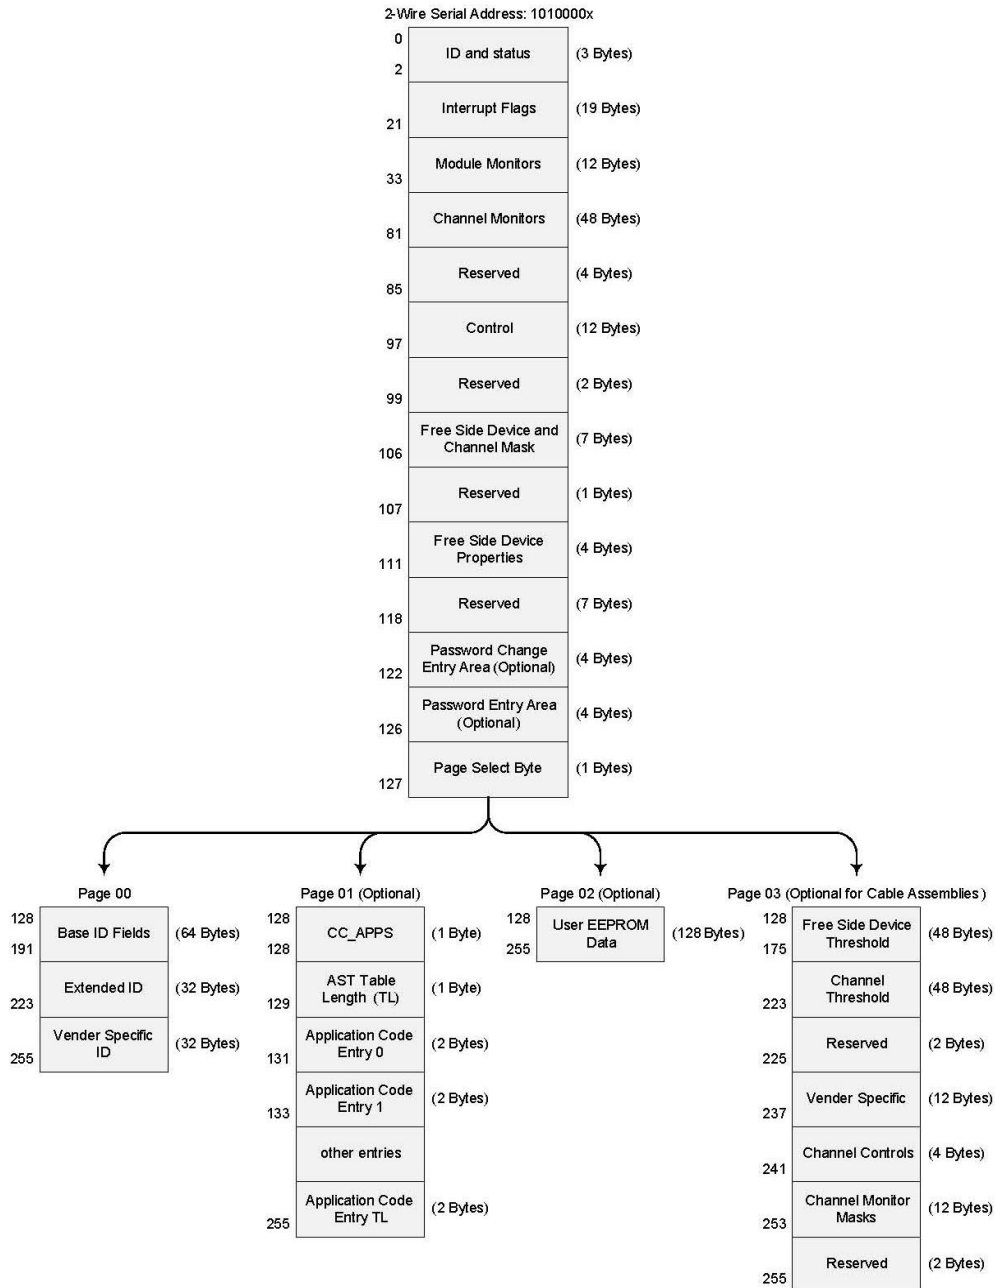 2-Wire Serial Address: 1010000x
0
ID and status
(3 Bytes)
2
Interrupt Flags
(19 Bytes)
21
Module Monitors
(12 Bytes)
33
Channel Monitors
(48 Bytes)
81
Reserved
(4 Bytes)
85
Control
(12 Bytes)
97
Reserved
(2 Bytes)
99
Free Side Device and
Channel Mask
(7 Bytes)
106
Reserved
(1 Bytes)
107
Free Side Device
Properties
(4 Bytes)
111
Reserved
(7 Bytes)
118
Password Change
Entry Area (Optional)
(4 Bytes)
122
Password Entry Area
(Optional)
(4 Bytes)
126
Page Select Byte
(1 Bytes)
127
Page 00
128
Base ID Fields
(64 Bytes)
191
Extended ID
(32 Bytes)
223
Vender Specific
ID
(32 Bytes)
255
Page 01 (Optional)
128
CC_APPS
(1 Byte)
128
AST Table
Length (TL)
(1 Byte)
129
Application Code
Entry 0
(2 Bytes)
131
Application Code
Entry 1
(2 Bytes)
133
other entries
Application Code
Entry TL
(2 Bytes)
255
Page 02 (Optional)
128
User EEPROM
Data
(128 Bytes)
255
Page 03 (Optional for Cable Assemblies )
128
Free Side Device
Threshold
(48 Bytes)
175
Channel
Threshold
(48 Bytes)
223
Reserved
(2 Bytes)
225
Vender Specific
(12 Bytes)
237
Channel Controls
(4 Bytes)
241
Channel Monitor
Masks
(12 Bytes)
253
Reserved
(2 Bytes)
255